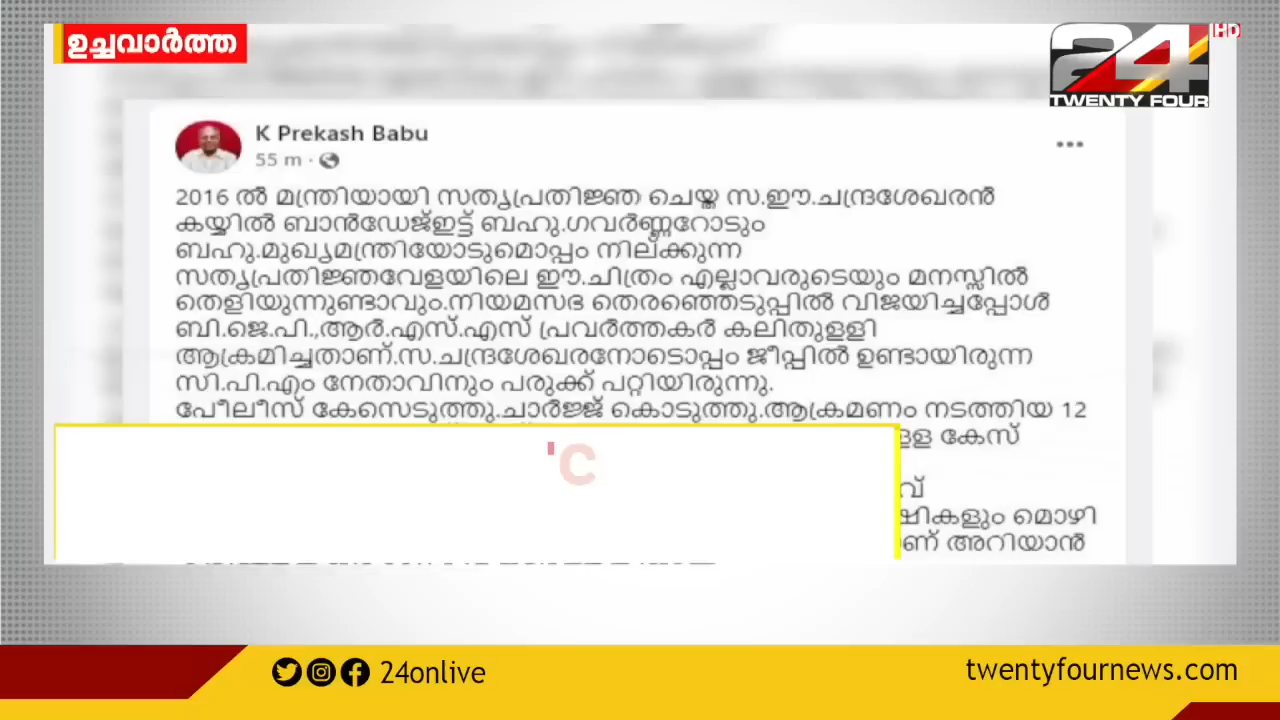 ഉച്ചവാർത്ത
24
HD
TWENTY FOUR
K Prekash Babu
55 m ·
2016 ൽ മന്ത്രിയായി സത്യപ്രതിജ്ഞ ചെയ്ത സ.ഈ.ചന്ദ്രശേഖരൻ
കയ്യിൽ ബാൻഡേജ്ഇട്ട് ബഹു.ഗവർണ്ണറോടും
ബഹു.മുഖ്യമന്ത്രിയോടുമൊപ്പം നില്ക്കുന്ന
സത്യപ്രതിജ്ഞവേളയിലെ ഈ.ചിത്രം എല്ലാവരുടെയും മനസ്സിൽ
തെളിയുന്നുണ്ടാവും.നിയമസഭ തെരഞ്ഞെടുപ്പിൽ വിജയിച്ചപ്പോൾ
ബി.ജെ.പി.,ആർ.എസ്.എസ് പ്രവർത്തകർ കലിതുളളി
ആക്രമിച്ചതാണ്.സ.ചന്ദ്രശേഖരനോടൊപ്പം ജീപ്പിൽ ഉണ്ടായിരുന്ന
സി.പി.എം നേതാവിനും പരുക്ക് പറ്റിയിരുന്നു.
പേീലീസ് കേസെടുത്തു.ചാർജ്ജ് കൊടുത്തു.ആക്രമണം നടത്തിയ 12
കേസ്
മൊഴി
അറിയാൻ
'C
24onlive
twentyfournews.com